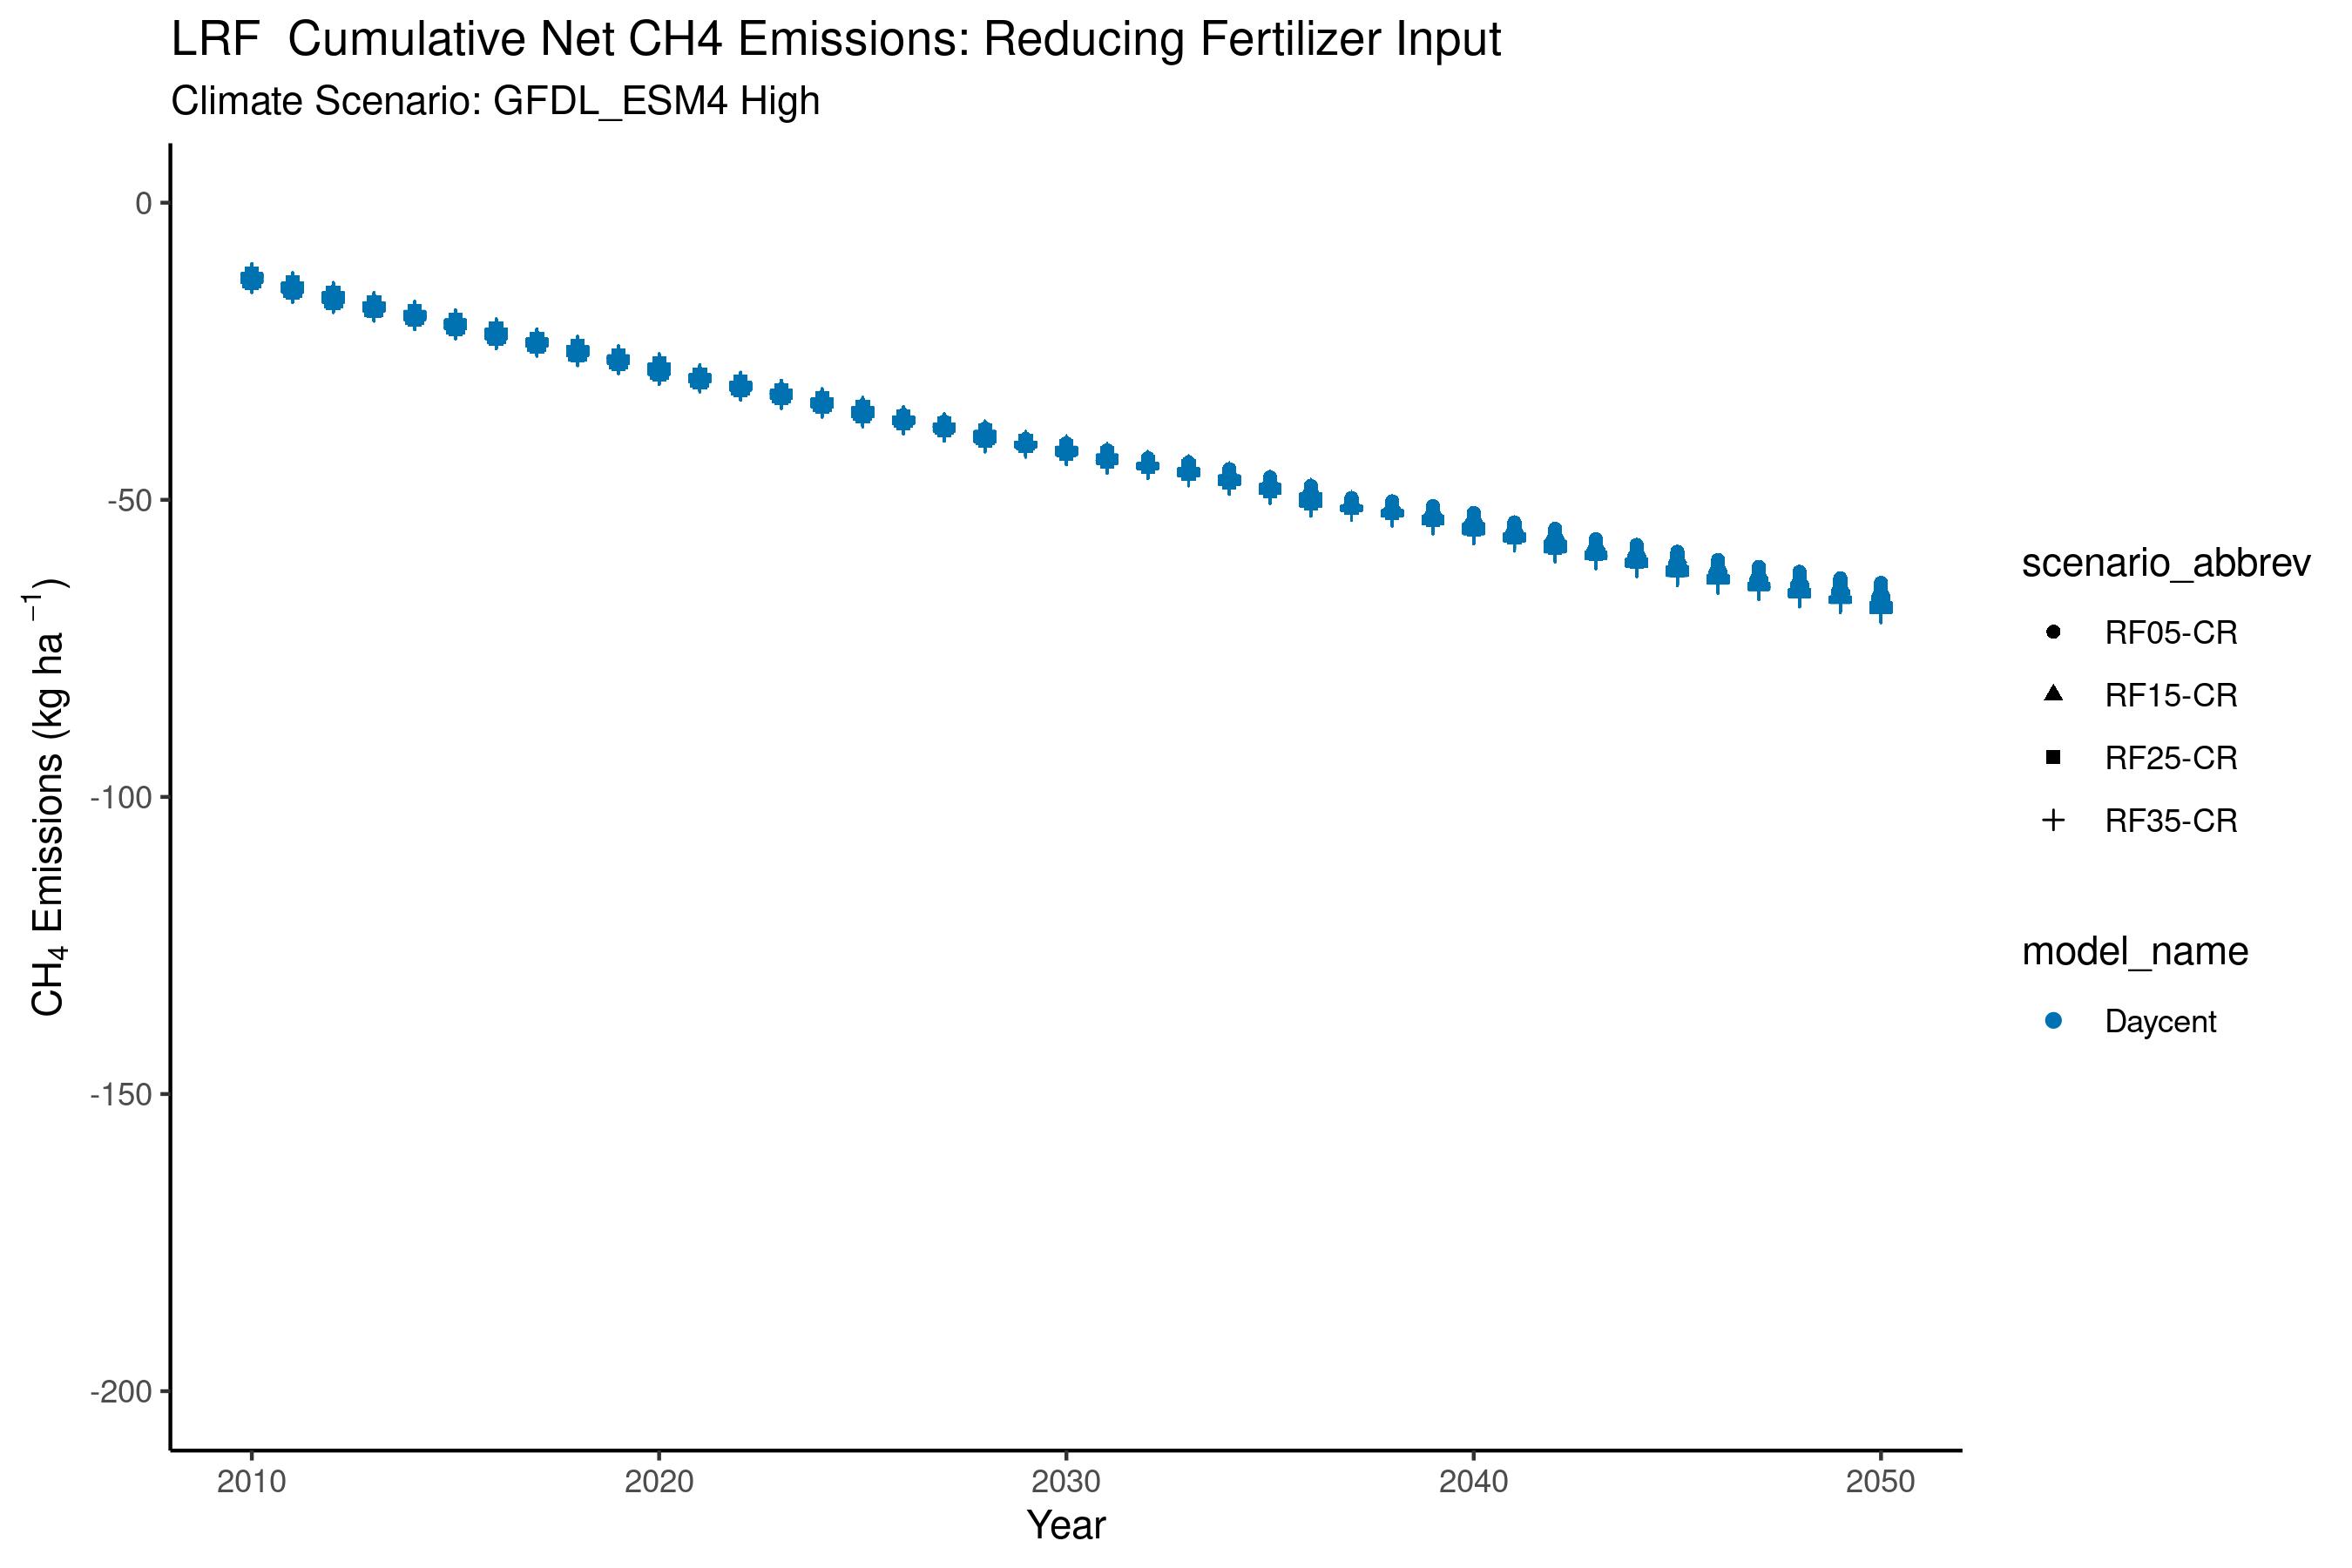 LRF  Cumulative Net CH4 Emissions: Reducing Fertilizer Input
Climate Scenario: GFDL_ESM4 High
CH₄ Emissions (kg ha⁻¹)
0
-50
-100
-150
-200
2010 2020 2030 2040 2050
Year
scenario_abbrev
RF05-CR
RF15-CR
RF25-CR
RF35-CR
model_name
Daycent